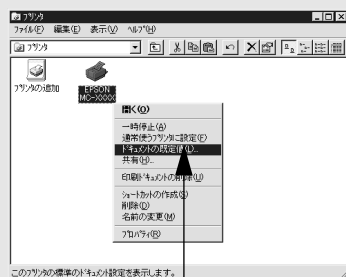 プリンタ
ファイル(F) 編集(E) 表示(V) ヘルプ(H)
プリンタ
プリンタの追加
EPSON
MC-XXXX
開く(O)
一時停止(A)
通常使うプリンタに設定(F)
ドキュメントの既定値(L)...
共有(H)...
印刷ドキュメントの削除(U)
ショートカットの作成(S)
削除(D)
名前の変更(M)
プロパティ(R)
このプリンタの標準のドキュメント設定を表示します。